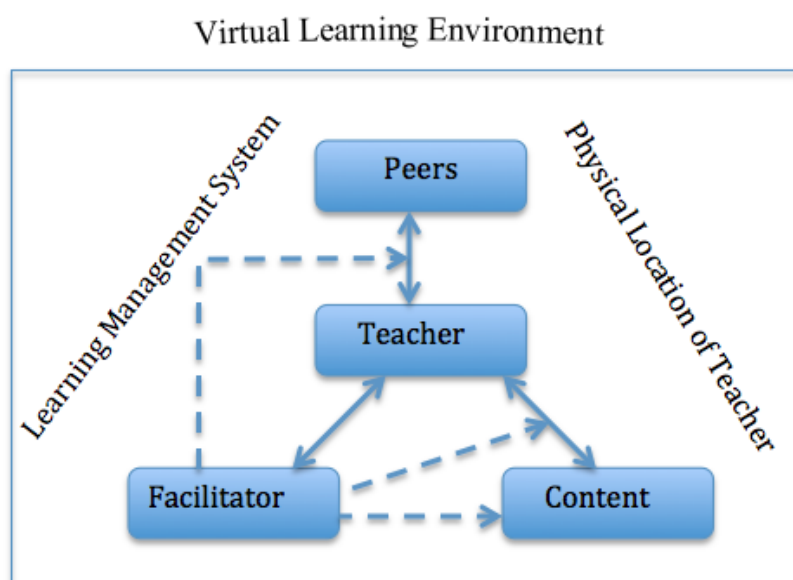 Virtual Learning Environment
Learning Management System
Physical Location of Teacher
Peers
Teacher
Facilitator
Content